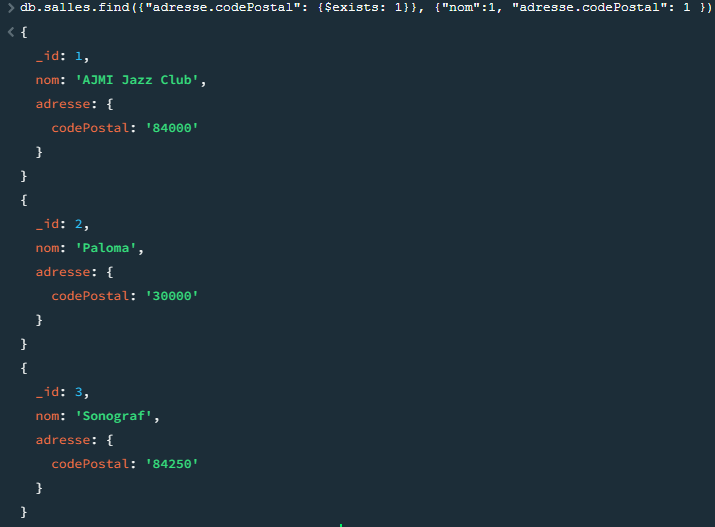 > db.salles.find({"adresse.codePostal": {$exists: 1}}, {"nom":1, "adresse.codePostal": 1 })
< {
_id: 1,
nom: 'AJMI Jazz Club',
adresse: {
codePostal: '84000'
}
}
{
_id: 2,
nom: 'Paloma',
adresse: {
codePostal: '30000'
}
}
{
_id: 3,
nom: 'Sonograf',
adresse: {
codePostal: '84250'
}
}